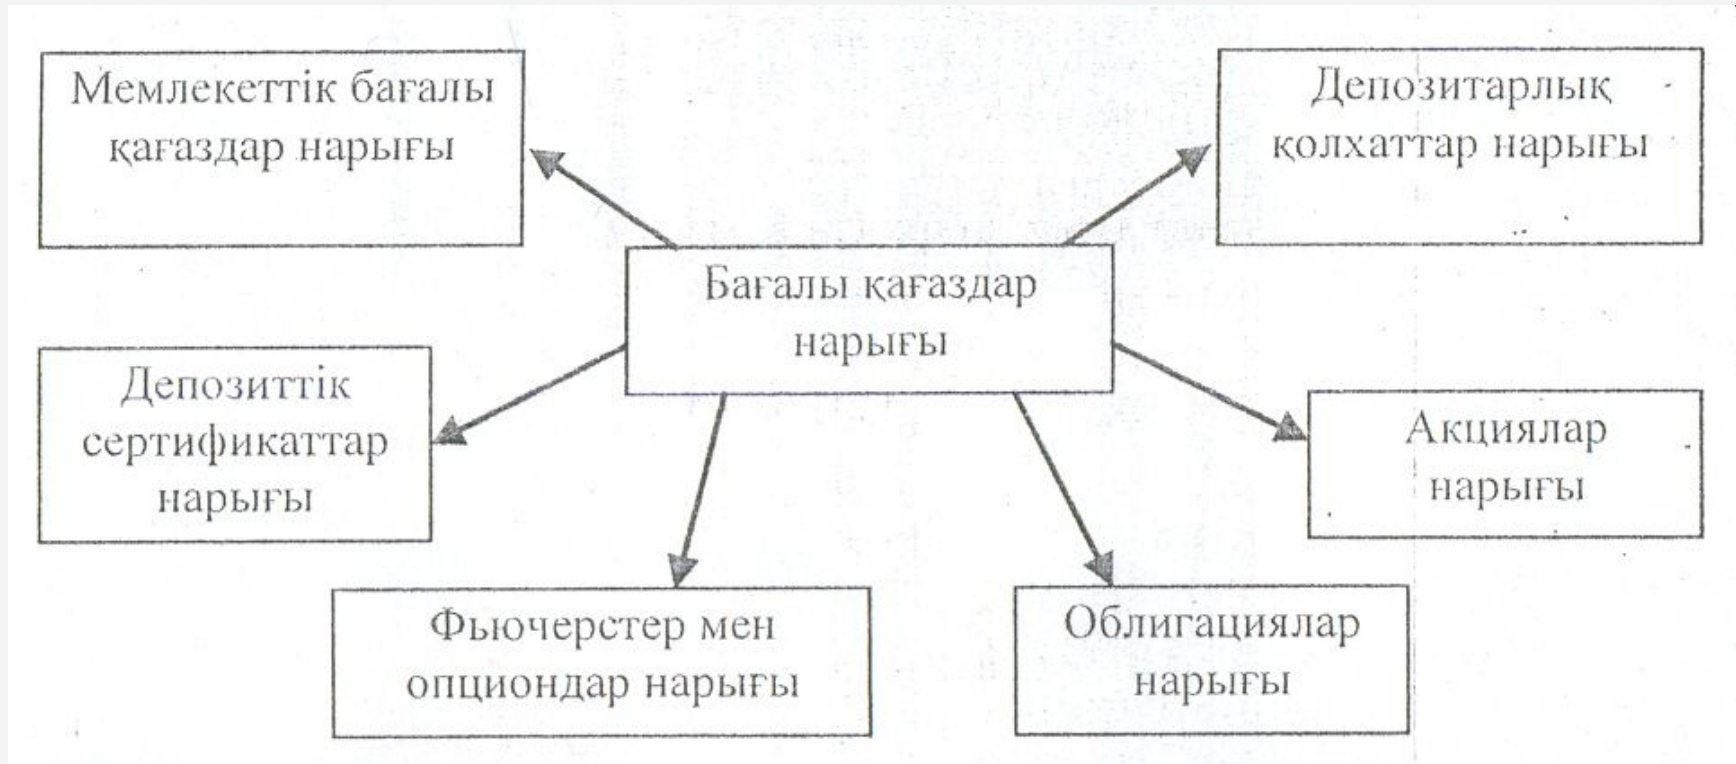 Мемлекеттік бағалы
қағаздар нарығы
Депозитарлық
қолхаттар нарығы
Бағалы қағаздар
нарығы
Депозиттік
сертификаттар
нарығы
Акциялар
нарығы
Фьючерстер мен
опциондар нарығы
Облигациялар
нарығы